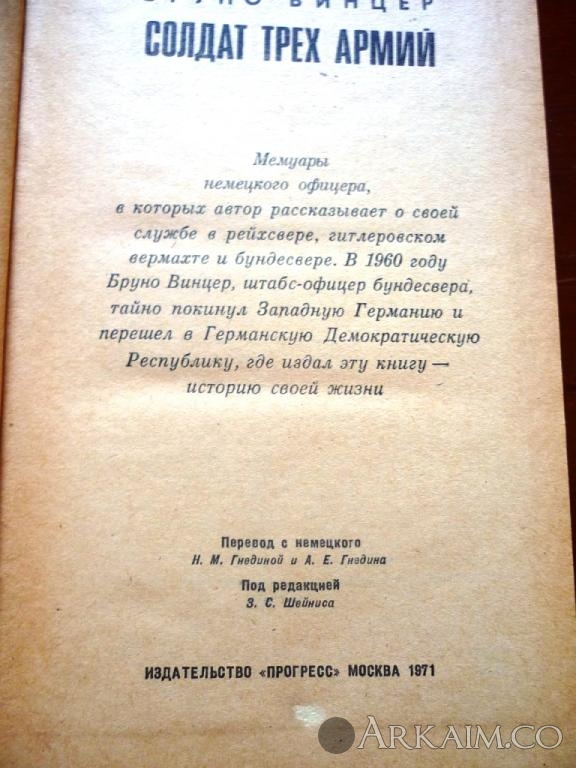 БРУНО ВИНЦЕР
СОЛДАТ ТРЕХ АРМИЙ
Мемуары
немецкого офицера,
в которых автор рассказывает о своей
службе в рейхсвере, гитлеровском
вермахте и бундесвере. В 1960 году
Бруно Винцер, штабс-офицер бундесвера,
тайно покинул Западную Германию и
перешел в Германскую Демократическую
Республику, где издал эту книгу —
историю своей жизни
Перевод с немецкого
Н. М. Гнединой и А. Е. Гнедина
Под редакцией
З. С. Шейниса
ИЗДАТЕЛЬСТВО «ПРОГРЕСС» МОСКВА 1971
ARKAIM.CO